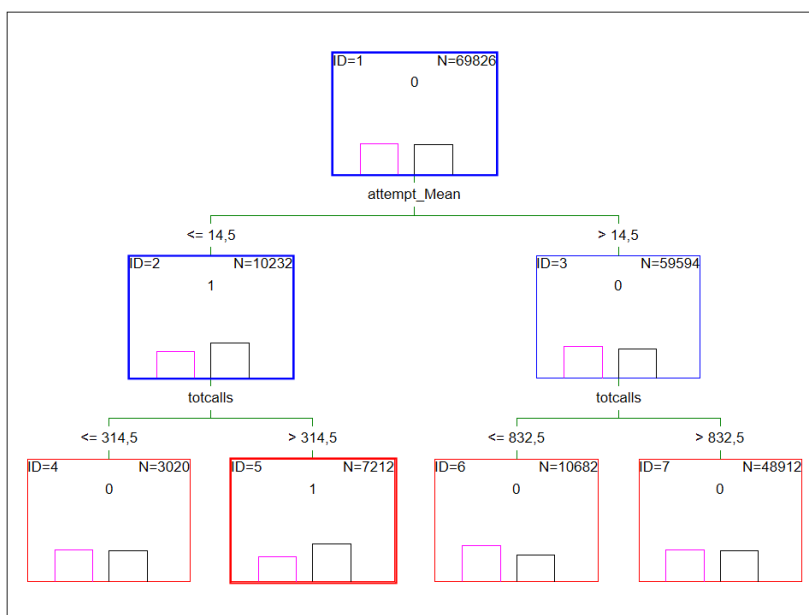 ID=1 N=69826
0
attempt_Mean
<= 14,5 > 14,5
ID=2 N=10232 ID=3 N=59594
1 0
totcalls totcalls
<= 314,5 > 314,5 <= 832,5 > 832,5
ID=4 N=3020 ID=5 N=7212 ID=6 N=10682 ID=7 N=48912
0 1 0 0